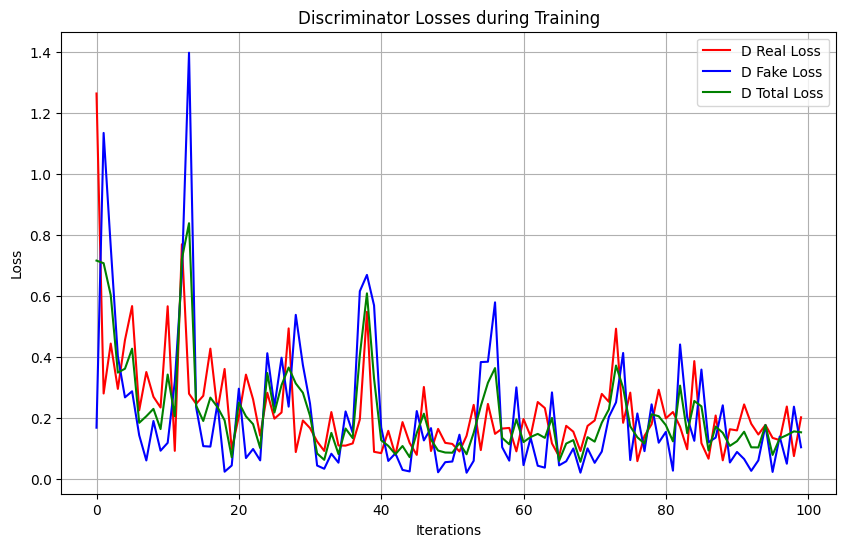 Discriminator Losses during Training
D Real Loss
D Fake Loss
D Total Loss
1.4
1.2
1.0
0.8
0.6
0.4
0.2
0.0
Loss
0
20
40
60
80
100
Iterations